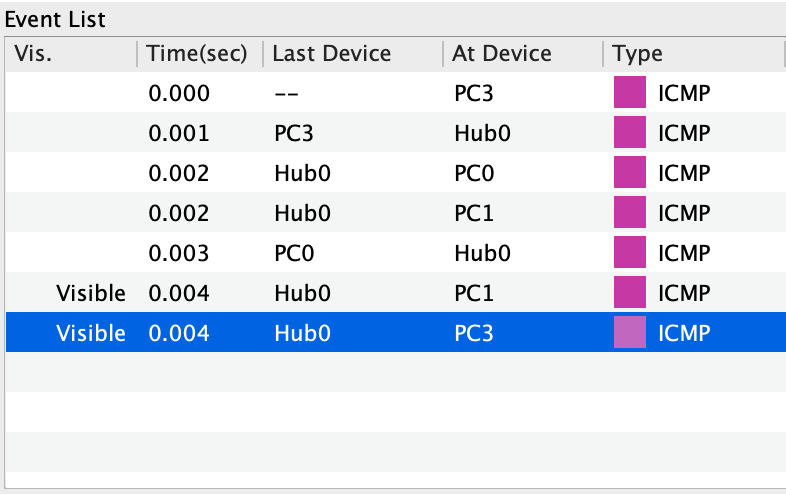 Event List
Vis. Time(sec) Last Device At Device Type
0.000 -- PC3 ICMP
0.001 PC3 Hub0 ICMP
0.002 Hub0 PC0 ICMP
0.002 Hub0 PC1 ICMP
0.003 PC0 Hub0 ICMP
Visible 0.004 Hub0 PC1 ICMP
Visible 0.004 Hub0 PC3 ICMP